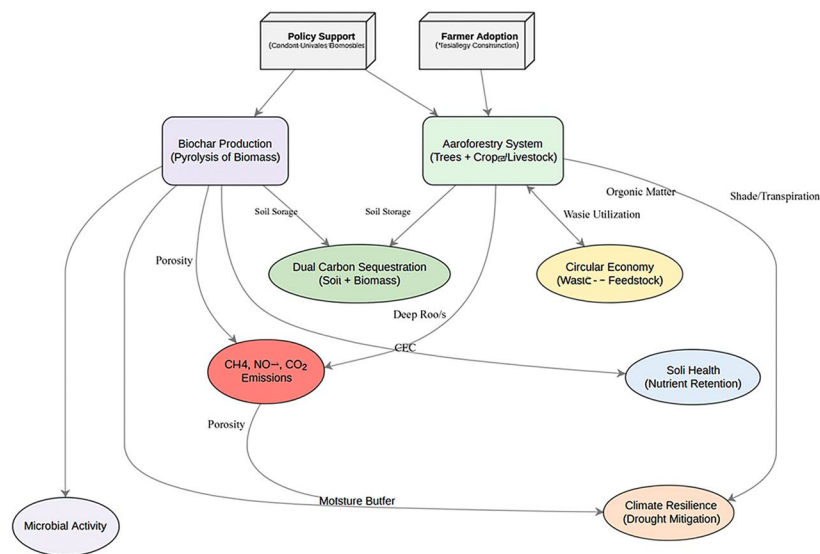 Policy Support
Farmer Adoption
Biochar Production
(Pyrolysis of Biomass)
Aaroforestry System
(Trees + Crop Livestock)
Orgonic Matter
Shade/Transpiration
Soil Sorage
Soil Storage
Wasie Utilization
Porosity
Dual Carbon Sequestration
(Soil + Biomass)
Circular Economy
(Wastc -- Feedstock)
Deep Roo/s
CEC
CH4, NO, CO₂
Emissions
Soli Health
(Nutrient Retention)
Porosity
Motsture Butfer
Climate Resilience
(Drought Mitigation)
Microbial Activity